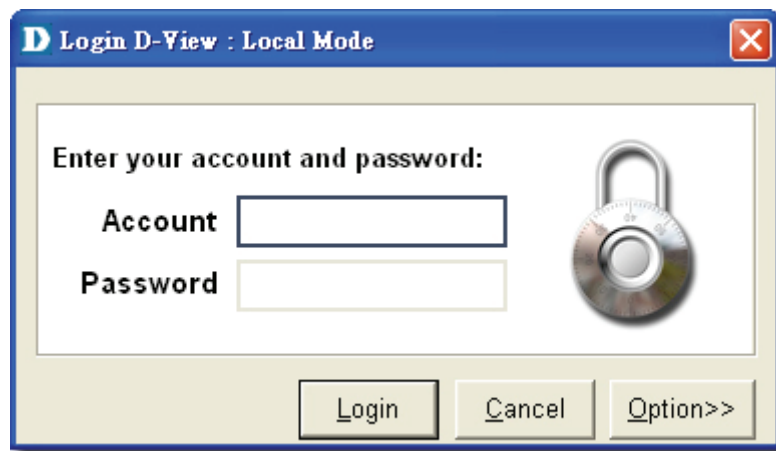 D Login D-View : Local Mode
Enter your account and password:
Account
Password
Login Cancel Option>>